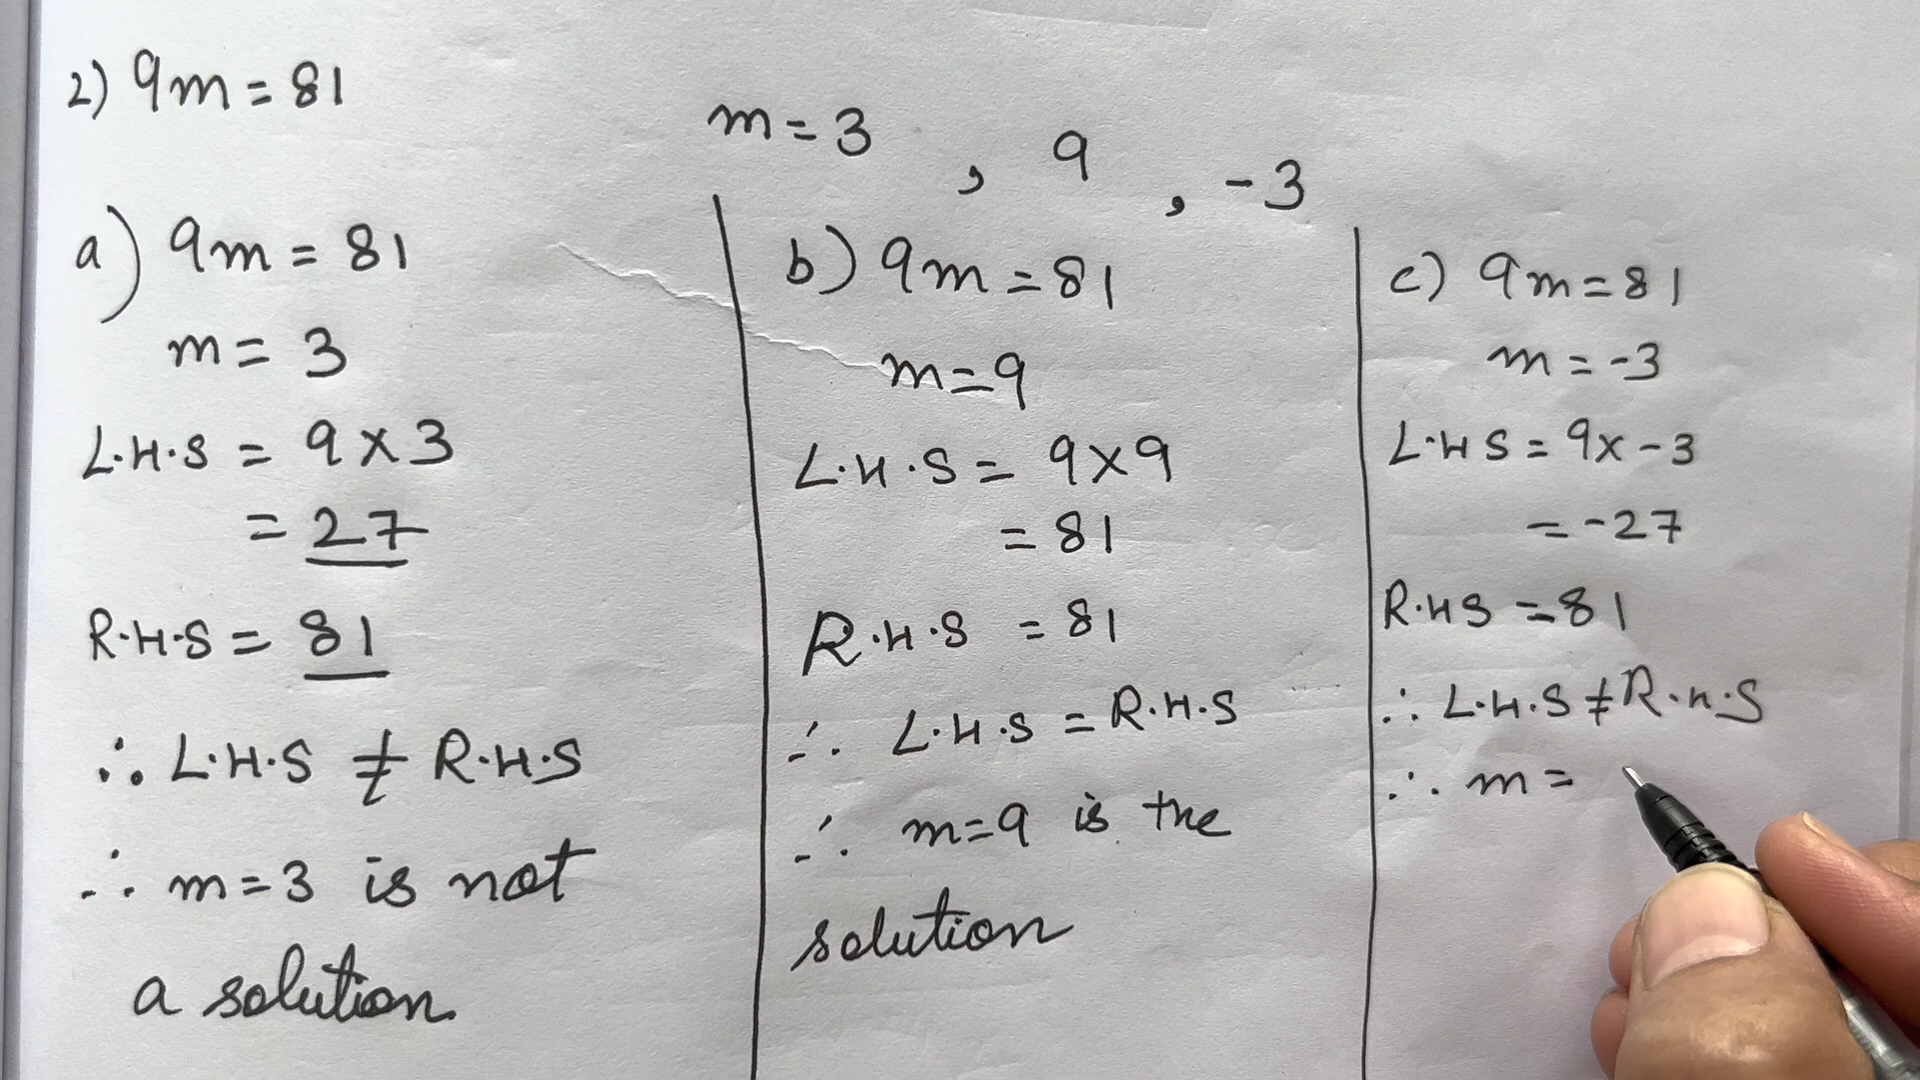 2) 9m = 81
m = 3 , 9 , -3
a) 9m = 81
m = 3
L.H.S = 9 x 3
= 27
R.H.S = 81
∴ L.H.S ≠ R.H.S
∴ m = 3 is not
a solution.
b) 9m = 81
m = 9
L.H.S = 9 x 9
= 81
R.H.S = 81
∴ L.H.S = R.H.S
∴ m = 9 is the
solution
c) 9m = 81
m = -3
L.H S = 9 x -3
= -27
R.H S = 81
∴ L.H.S ≠ R.H.S
∴ m =